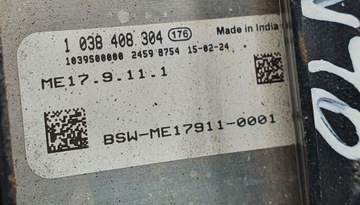 1 038 408 304 (176) Made in India
1039S00000 2459 8754 15-02-24
ME17.9.11.1
BSW-ME17911-0001